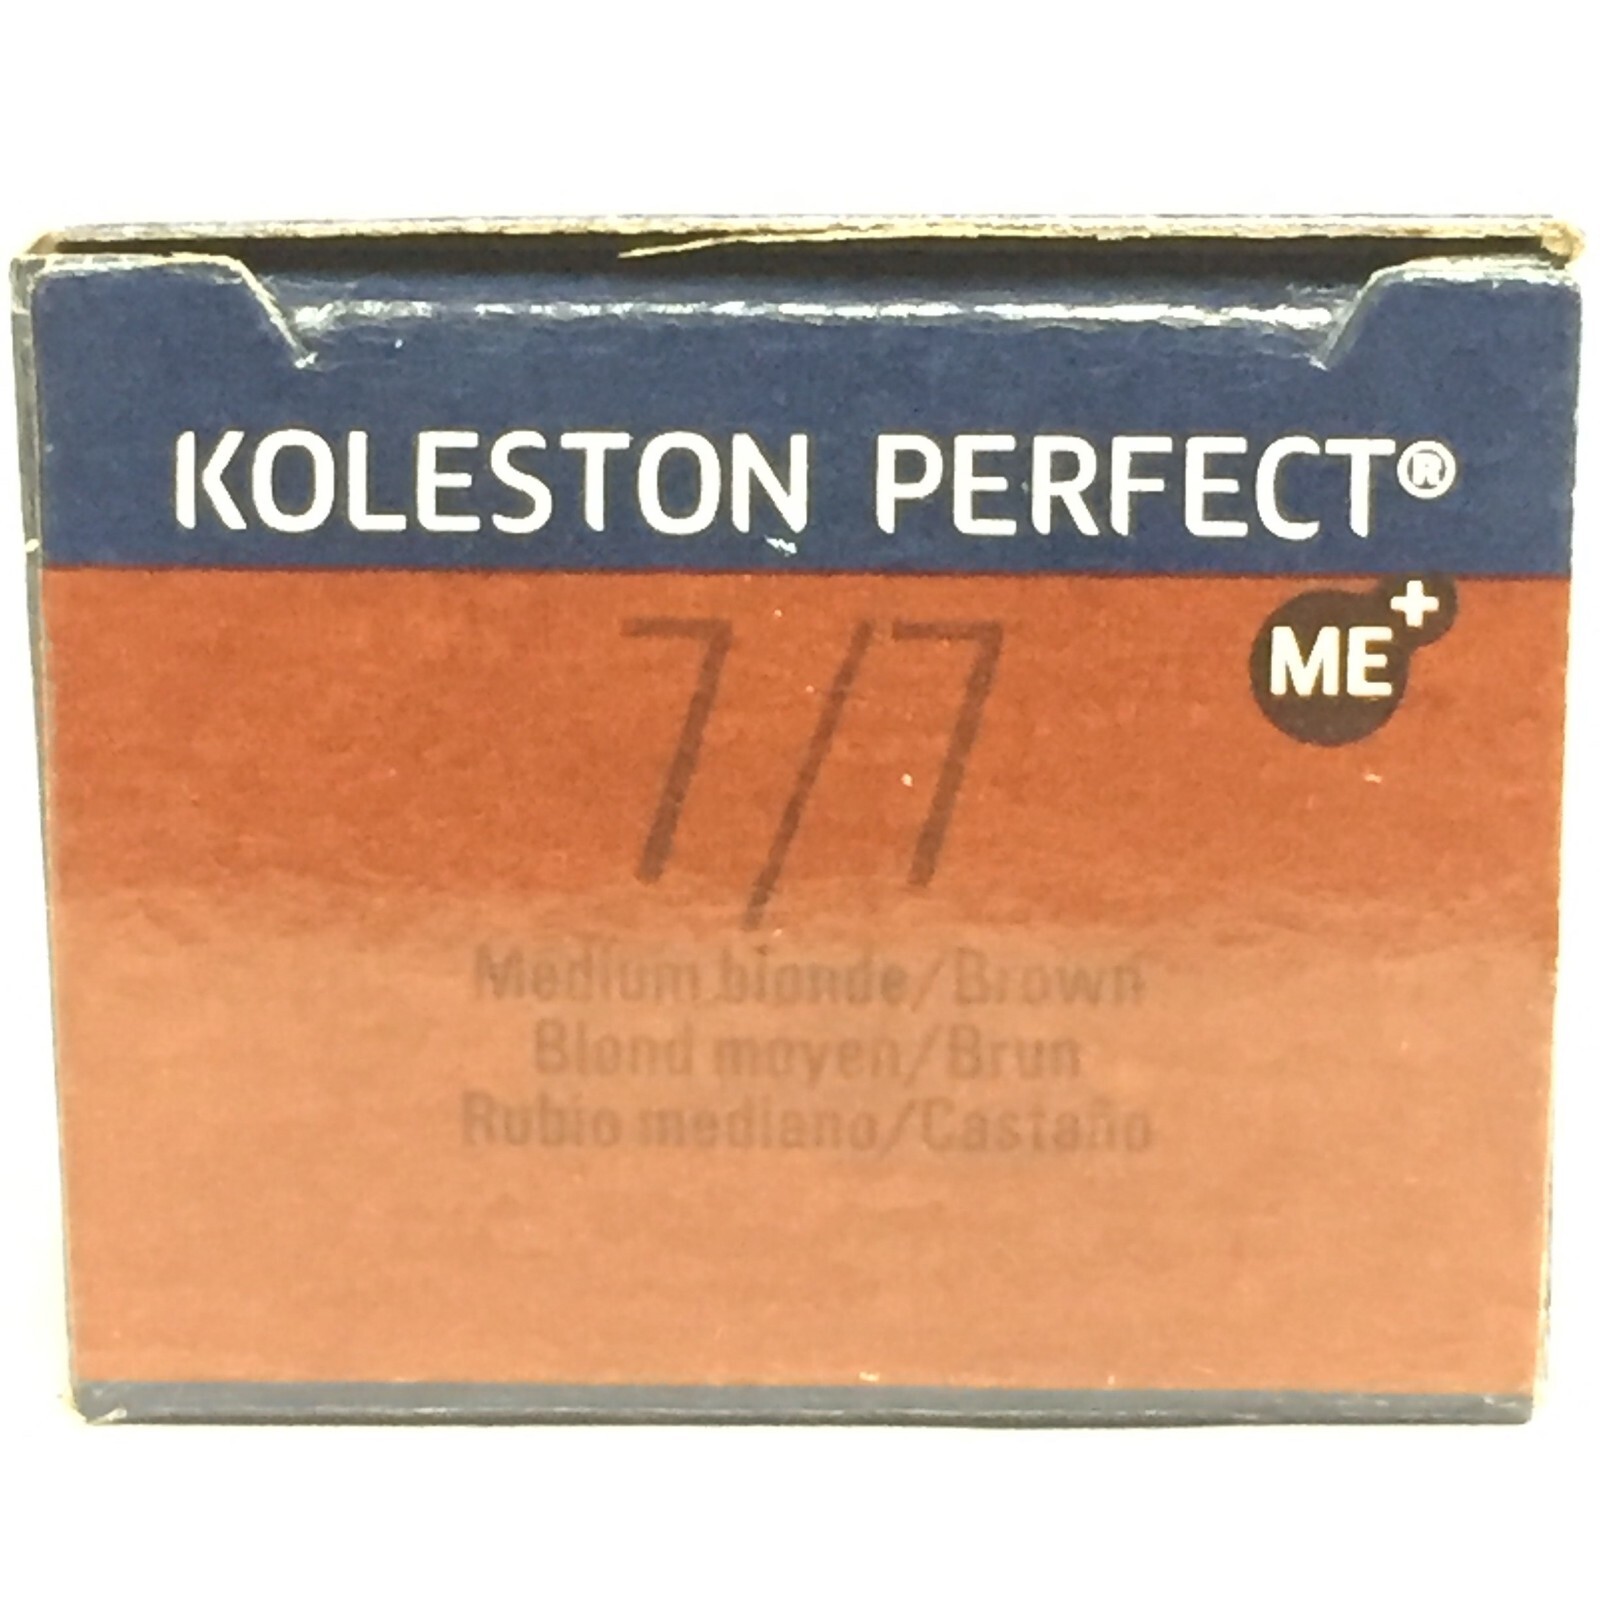 KOLESTON PERFECT®
ME+
7/7
Medium blonde/Brown
Blond moyen/Brun
Rubio mediano/Castaño